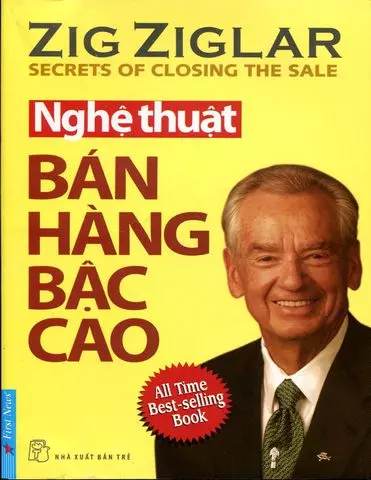 ZIG ZIGLAR
SECRETS OF CLOSING THE SALE
Nghệ thuật
BÁN
HÀNG
BẬC
CAO
All Time
Best-selling
Book
First News
NHÀ XUẤT BẢN TRẺ